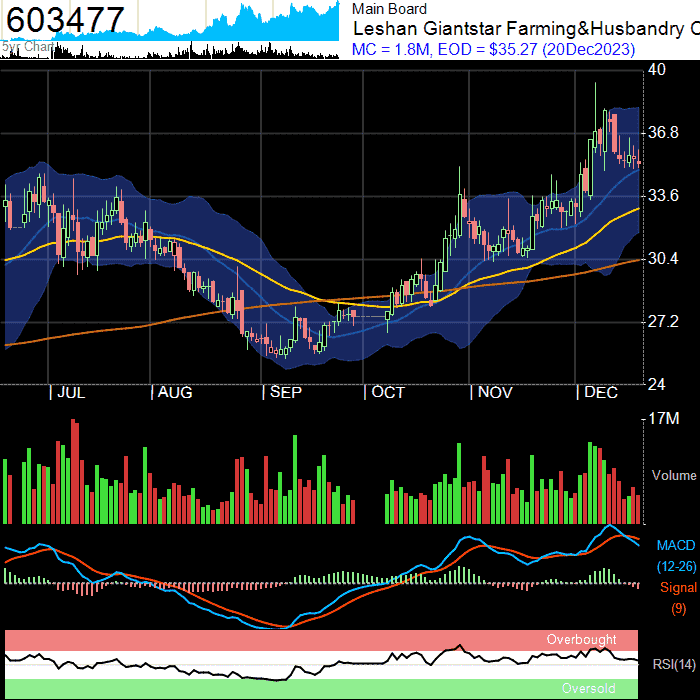 603477
5yr Chart
Main Board
Leshan Giantstar Farming&Husbandry C
MC = 1.8M, EOD = $35.27 (20Dec2023)
40
36.8
33.6
30.4
27.2
24
JUL
AUG
SEP
OCT
NOV
DEC
17M
Volume
MACD
(12-26)
Signal
(9)
Overbought
RSI(14)
Oversold